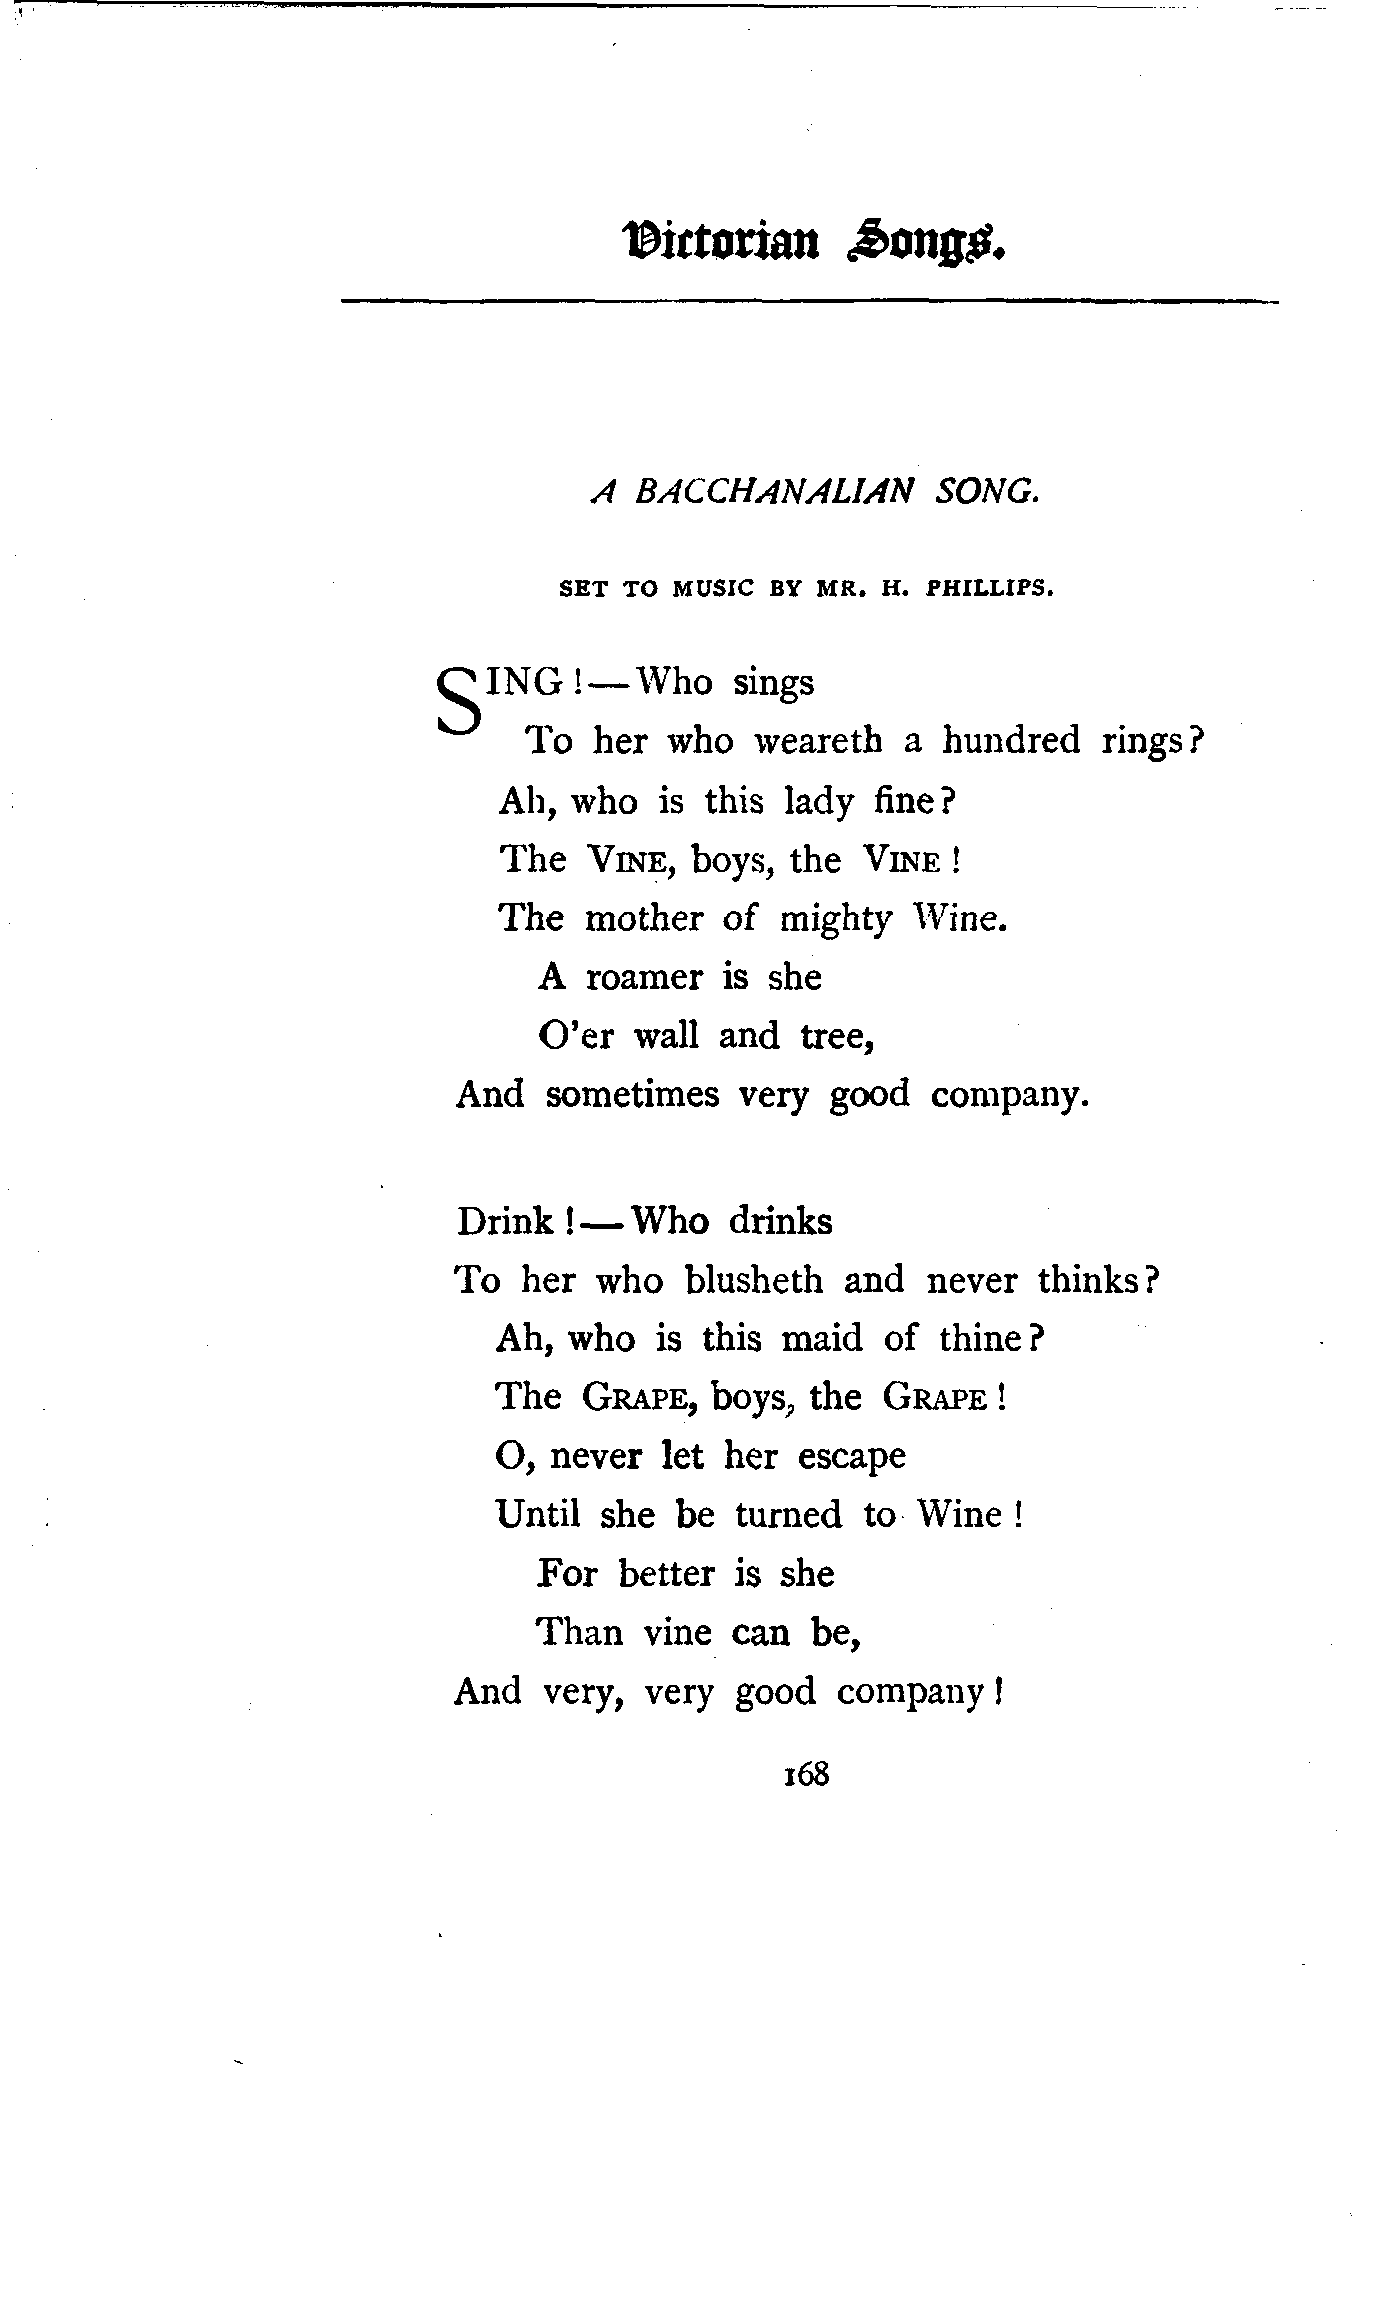 Victorian Songs.
A BACCHANALIAN SONG.
SET TO MUSIC BY MR. H. PHILLIPS.
SING !—Who sings
To her who weareth a hundred rings?
Ah, who is this lady fine?
The VINE, boys, the VINE !
The mother of mighty Wine.
A roamer is she
O'er wall and tree,
And sometimes very good company.
Drink !—Who drinks
To her who blusheth and never thinks?
Ah, who is this maid of thine?
The GRAPE, boys, the GRAPE !
O, never let her escape
Until she be turned to Wine !
For better is she
Than vine can be,
And very, very good company !
168